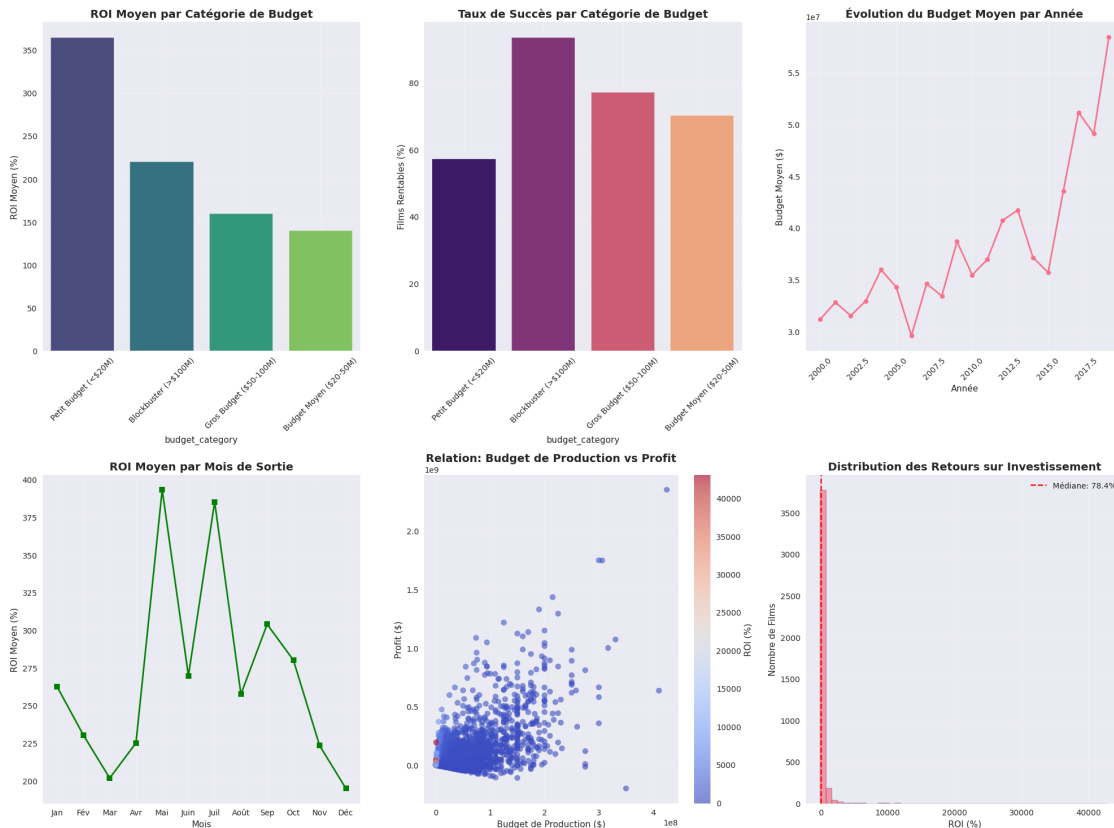 ROI Moyen par Catégorie de Budget
ROI Moyen (%)
350
300
250
200
150
100
50
0
Petit Budget (<$20M)
Blockbuster (>$100M)
Gros Budget ($50-100M)
Budget Moyen ($20-50M)
budget_category
Taux de Succès par Catégorie de Budget
Films Rentables (%)
80
60
40
20
0
Petit Budget (<$20M)
Blockbuster (>$100M)
Gros Budget ($50-100M)
Budget Moyen ($20-50M)
budget_category
Évolution du Budget Moyen par Année
1e7
Budget Moyen ($)
5.5
5.0
4.5
4.0
3.5
3.0
2000.0
2002.5
2005.0
2007.5
2010.0
2012.5
2015.0
2017.5
Année
ROI Moyen par Mois de Sortie
ROI Moyen (%)
400
375
350
325
300
275
250
225
200
Jan
Fév
Mar
Avr
Mai
Juin
Juil
Août
Sep
Oct
Nov
Déc
Mois
Relation: Budget de Production vs Profit
1e9
Profit ($)
2.0
1.5
1.0
0.5
0.0
0
1
2
3
4
1e8
Budget de Production ($)
40000
35000
30000
25000
20000
15000
10000
5000
0
ROI (%)
Distribution des Retours sur Investissement
Médiane: 78.4%
Nombre de Films
3500
3000
2500
2000
1500
1000
500
0
0
10000
20000
30000
40000
ROI (%)